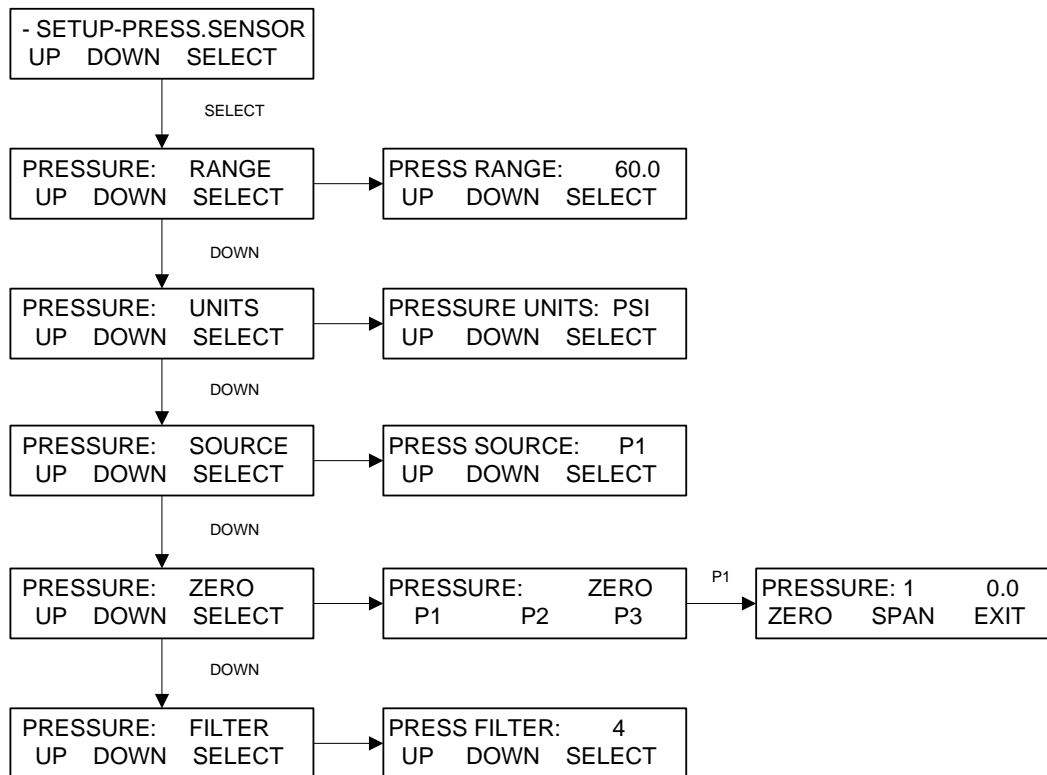 - SETUP-PRESS.SENSOR
UP DOWN SELECT
SELECT
PRESSURE: RANGE
UP DOWN SELECT
PRESS RANGE: 60.0
UP DOWN SELECT
DOWN
PRESSURE: UNITS
UP DOWN SELECT
PRESSURE UNITS: PSI
UP DOWN SELECT
DOWN
PRESSURE: SOURCE
UP DOWN SELECT
PRESS SOURCE: P1
UP DOWN SELECT
DOWN
PRESSURE: ZERO
UP DOWN SELECT
PRESSURE: ZERO
P1 P2 P3
P1
PRESSURE: 1 0.0
ZERO SPAN EXIT
DOWN
PRESSURE: FILTER
UP DOWN SELECT
PRESS FILTER: 4
UP DOWN SELECT